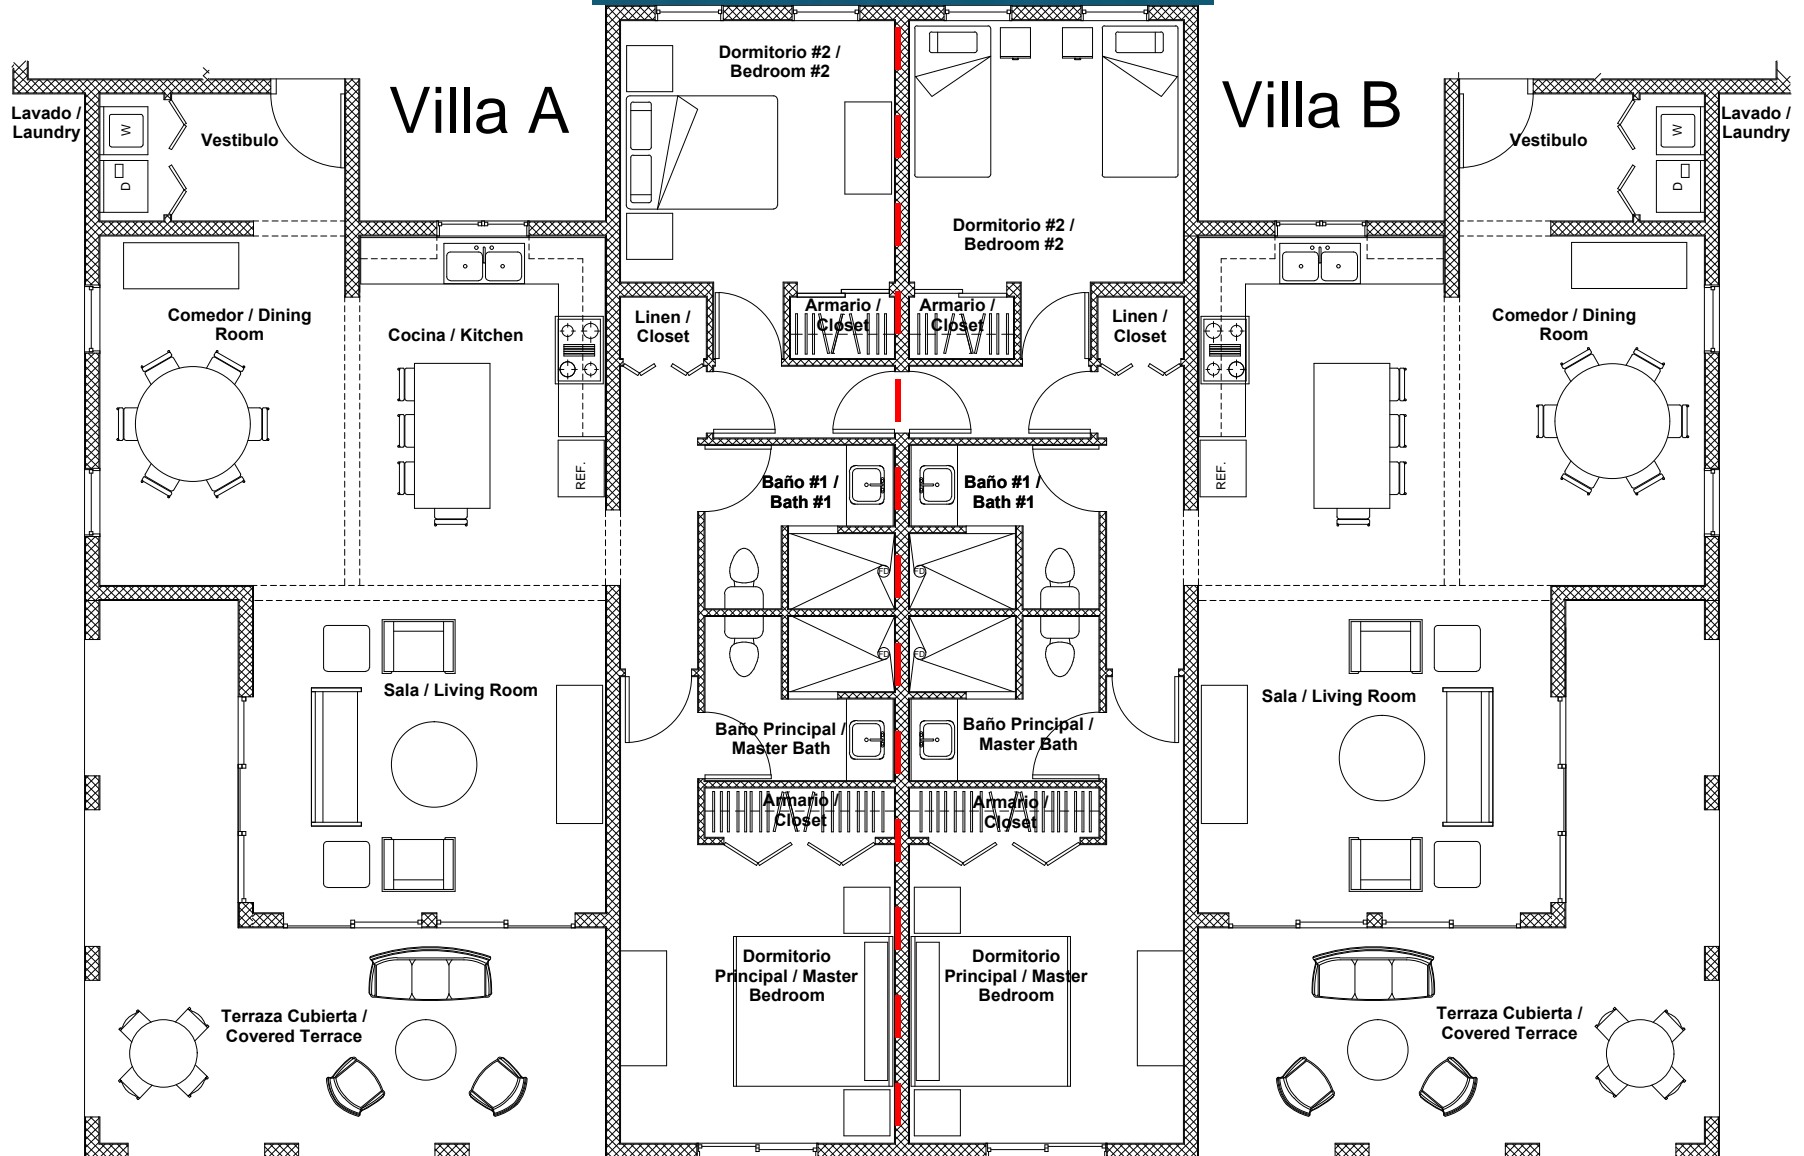 Villa A
Villa B
Dormitorio #2 /
Bedroom #2
Dormitorio #2 /
Bedroom #2
Lavado /
Laundry
W
D
Vestibulo
Vestibulo
W
D
Lavado /
Laundry
Comedor / Dining
Room
Cocina / Kitchen
REF.
Linen /
Closet
Armario /
Closet
Armario /
Closet
Linen /
Closet
REF.
Comedor / Dining
Room
Baño #1 /
Bath #1
Baño #1 /
Bath #1
FD
FD
FD
FD
Sala / Living Room
Baño Principal /
Master Bath
Baño Principal /
Master Bath
Sala / Living Room
Armario /
Closet
Armario /
Closet
Dormitorio
Principal / Master
Bedroom
Dormitorio
Principal / Master
Bedroom
Terraza Cubierta /
Covered Terrace
Terraza Cubierta /
Covered Terrace